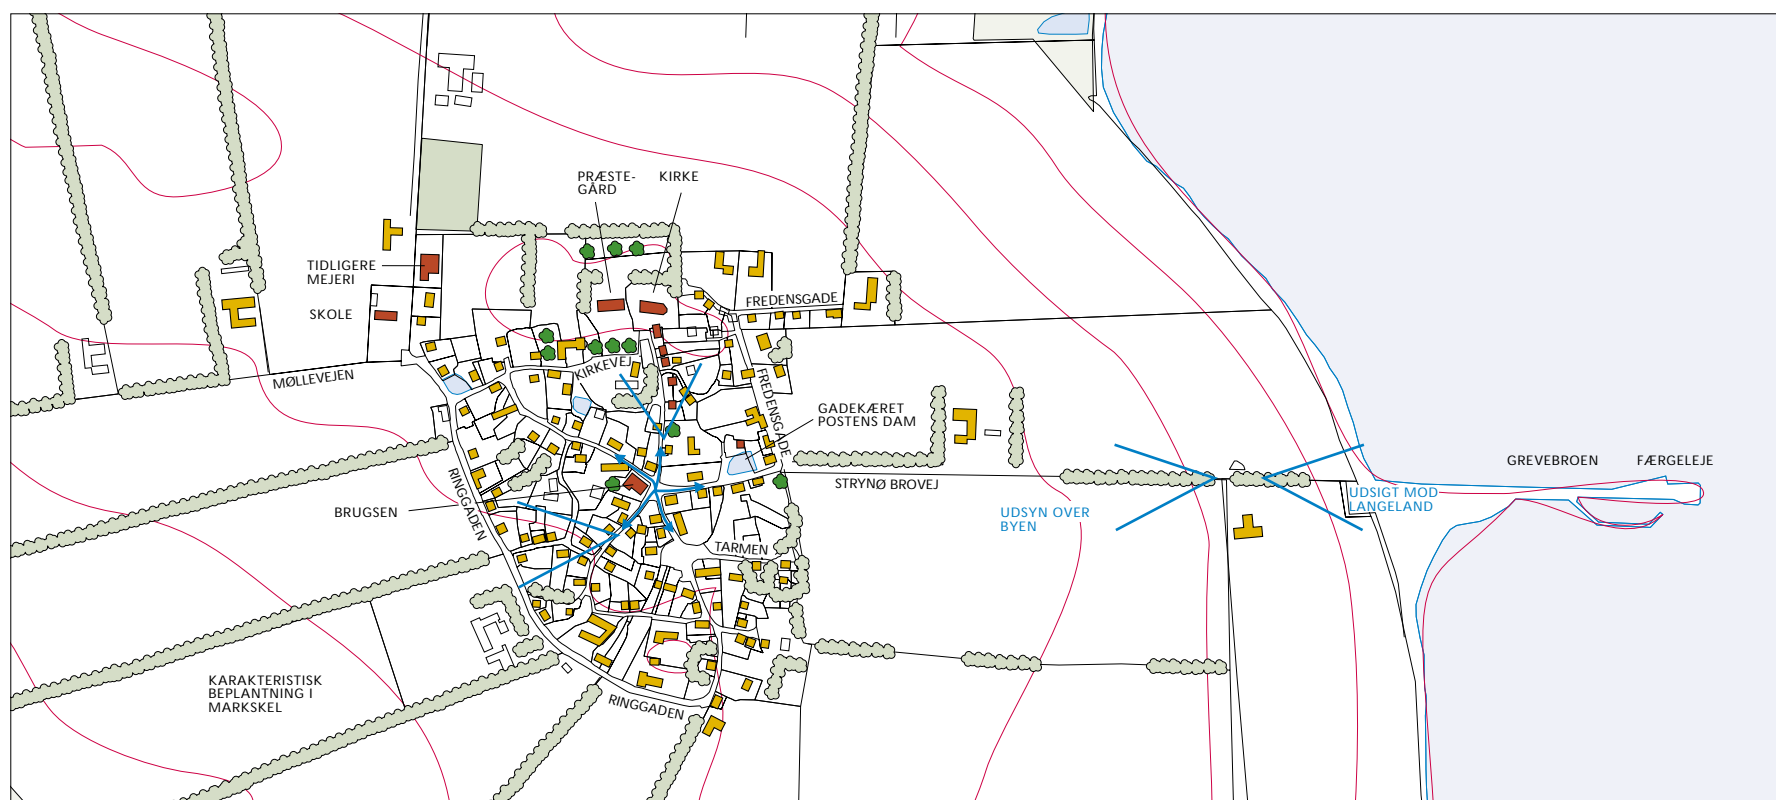 PRÆSTE-
GÅRD
KIRKE
TIDLIGERE
MEJERI
SKOLE
FREDENSGADE
MØLLEVEJEN
KIRKEVEJ
FREDENSGADE
GADEKÆRET
POSTENS DAM
RINGGADEN
BRUGSEN
STRYNØ BROVEJ
GREVEBROEN
FÆRGELEJE
UDSYN OVER
BYEN
UDSIGT MOD
LANGELAND
TARMEN
KARAKTERISTISK
BEPLANTNING I
MARKSKEL
RINGGADEN